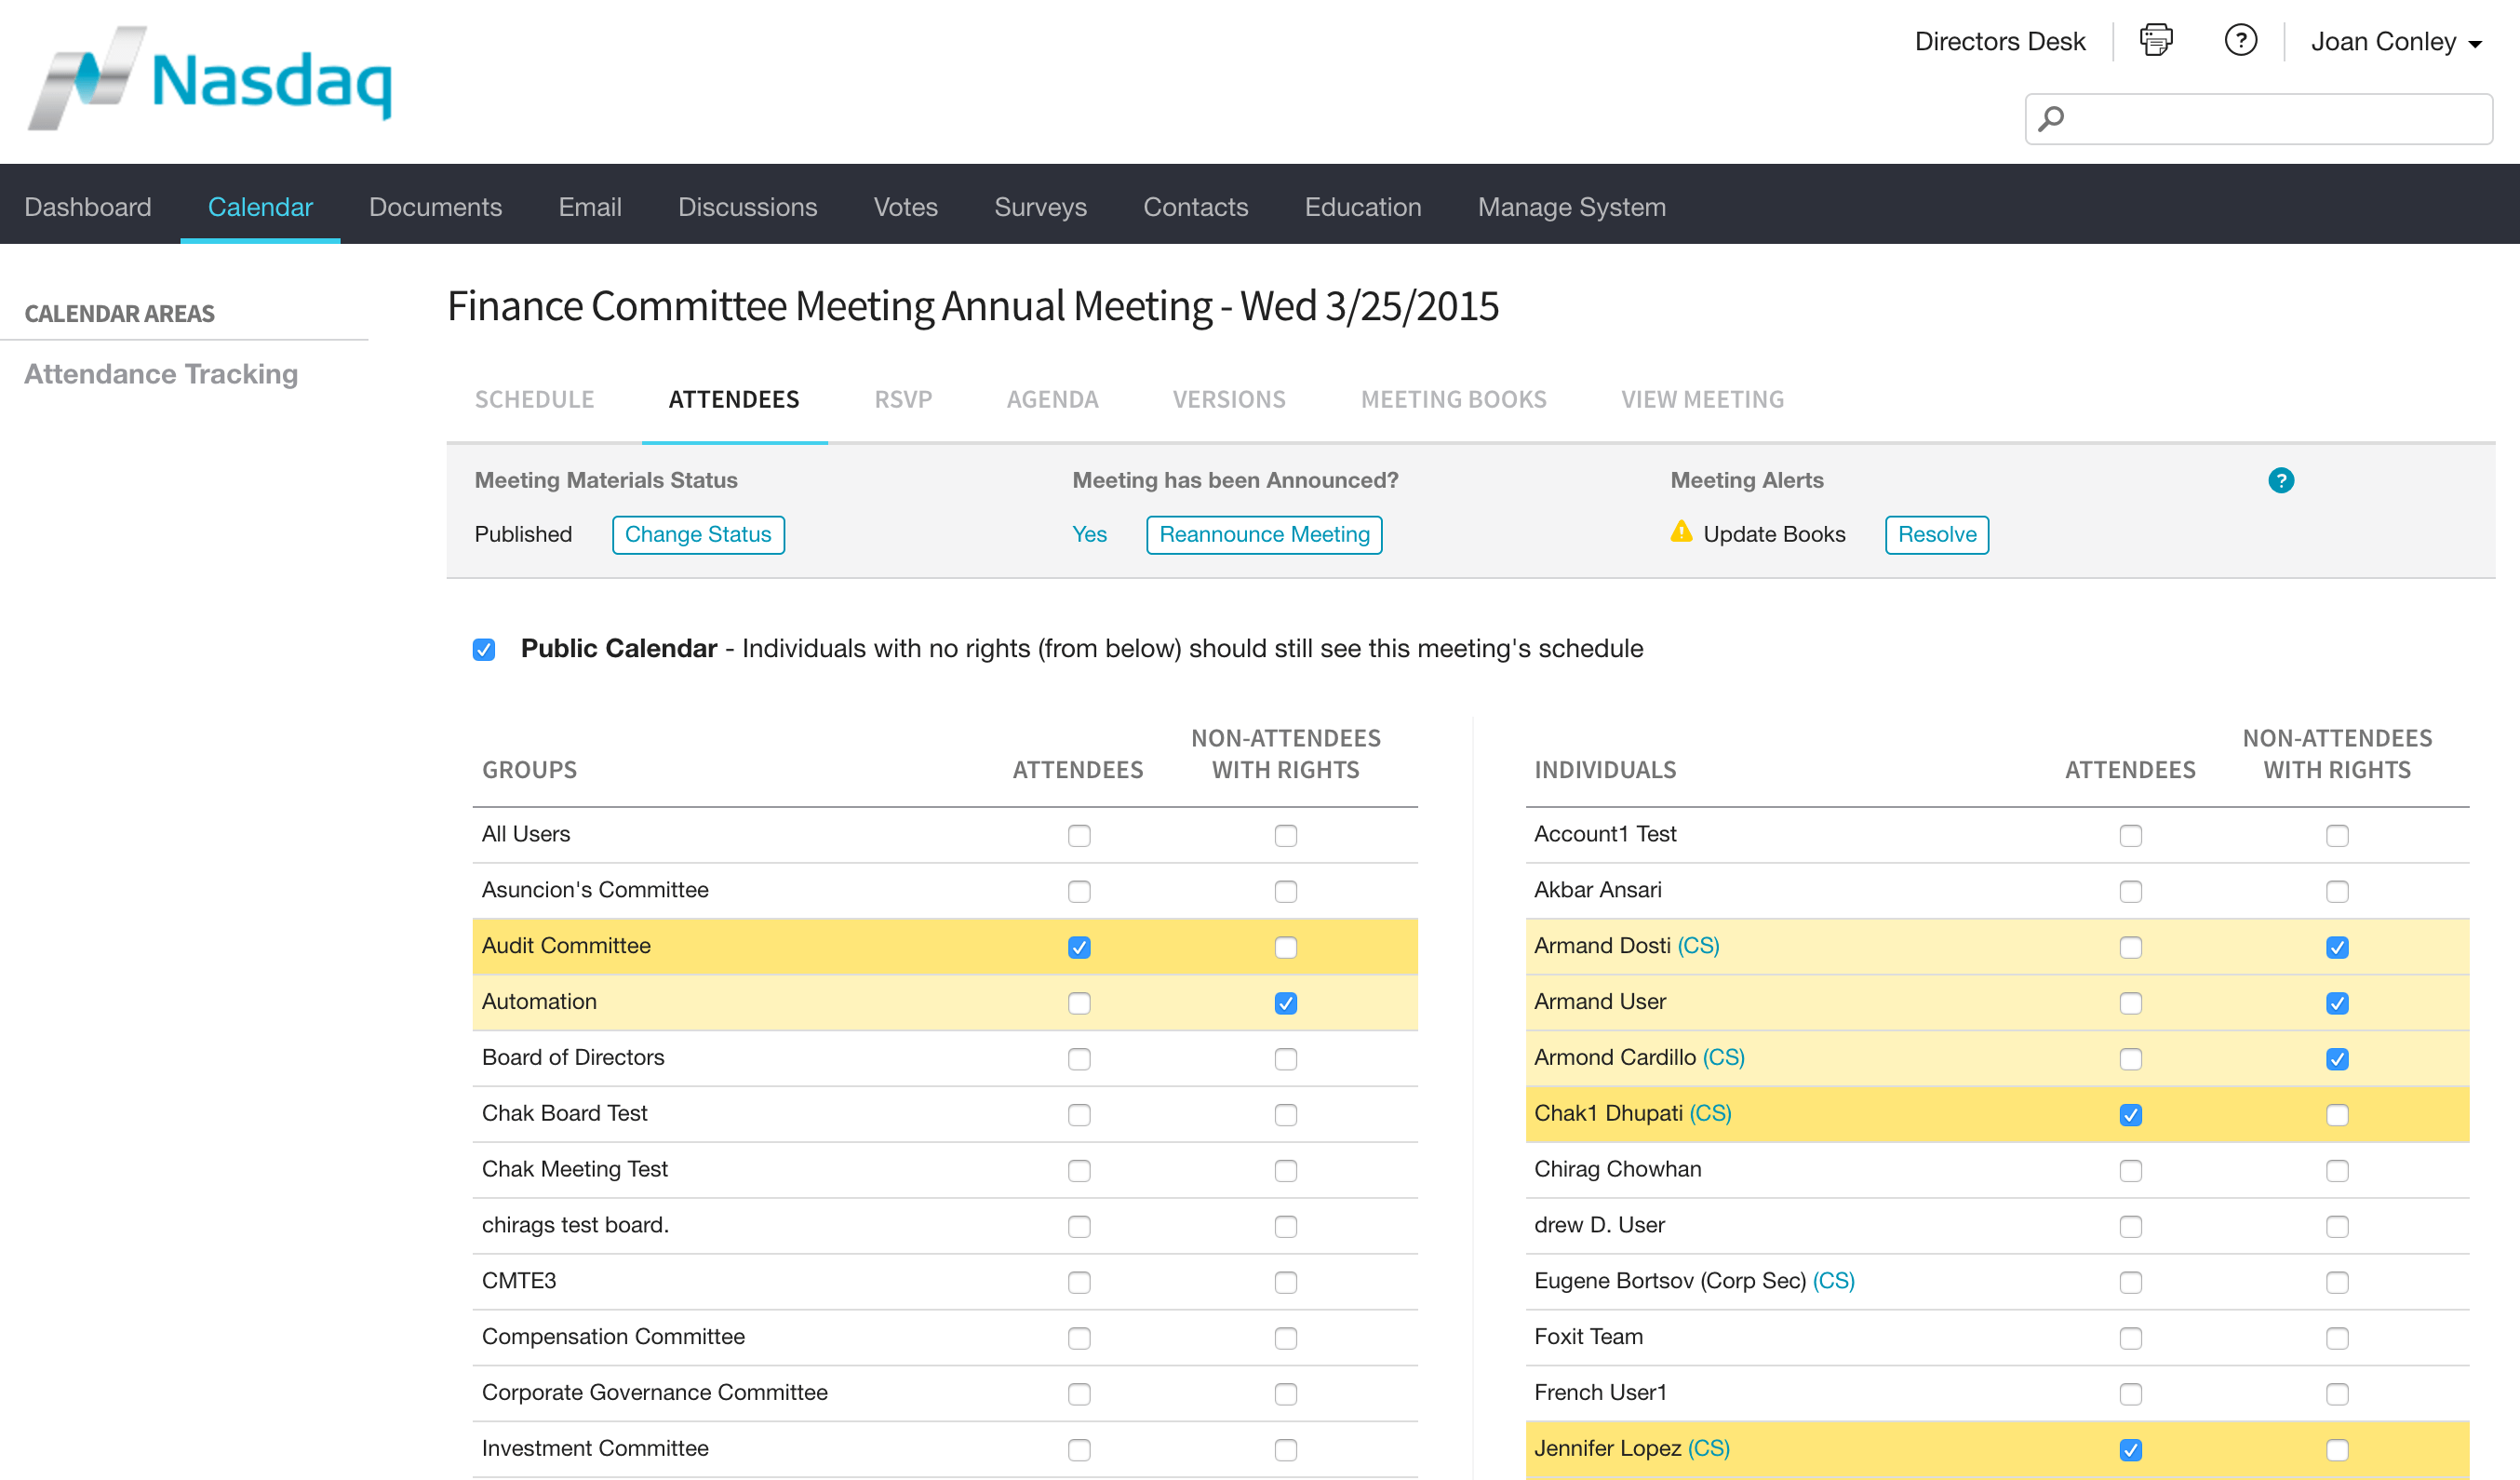 Nasdaq
Directors Desk
Joan Conley
Dashboard Calendar Documents Email Discussions Votes Surveys Contacts Education Manage System
CALENDAR AREAS
Attendance Tracking
Finance Committee Meeting Annual Meeting - Wed 3/25/2015
SCHEDULE ATTENDEES RSVP AGENDA VERSIONS MEETING BOOKS VIEW MEETING
Meeting Materials Status
Published Change Status
Meeting has been Announced?
Yes Reannounce Meeting
Meeting Alerts
Update Books Resolve
Public Calendar - Individuals with no rights (from below) should still see this meeting's schedule
GROUPS ATTENDEES NON-ATTENDEES
WITH RIGHTS
All Users
Asuncion's Committee
Audit Committee
Automation
Board of Directors
Chak Board Test
Chak Meeting Test
chirags test board.
CMTE3
Compensation Committee
Corporate Governance Committee
Investment Committee
INDIVIDUALS ATTENDEES NON-ATTENDEES
WITH RIGHTS
Account1 Test
Akbar Ansari
Armand Dosti (CS)
Armand User
Armond Cardillo (CS)
Chak1 Dhupati (CS)
Chirag Chowhan
drew D. User
Eugene Bortsov (Corp Sec) (CS)
Foxit Team
French User1
Jennifer Lopez (CS)